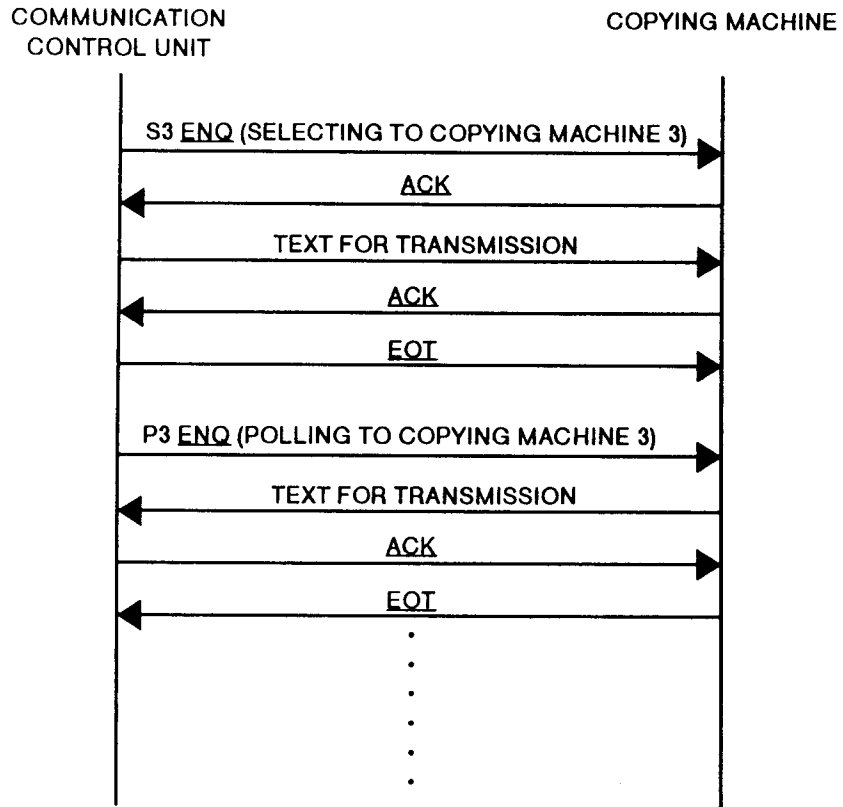 COMMUNICATION
CONTROL UNIT
COPYING MACHINE
S3 ENQ (SELECTING TO COPYING MACHINE 3)
ACK
TEXT FOR TRANSMISSION
ACK
EOT
P3 ENQ (POLLING TO COPYING MACHINE 3)
TEXT FOR TRANSMISSION
ACK
EOT